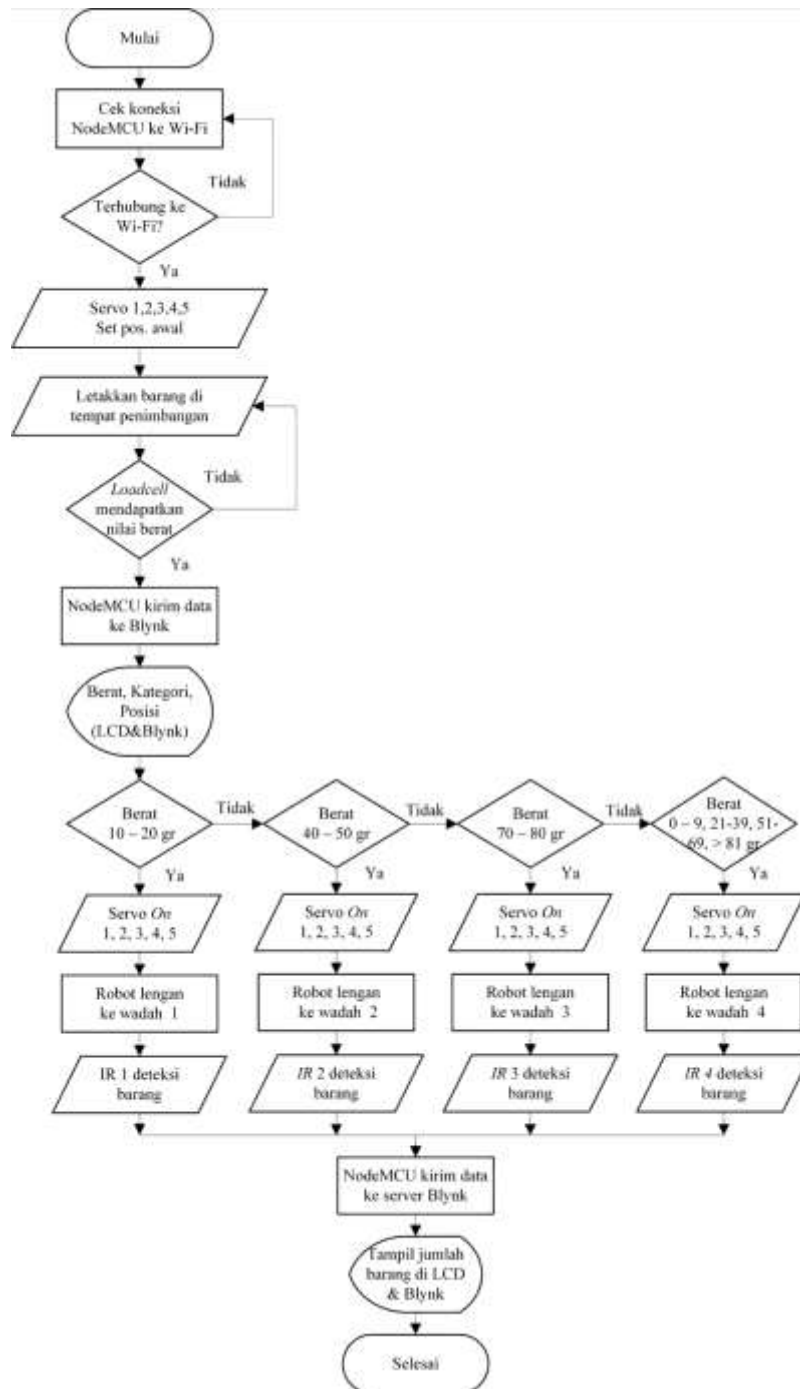 Mulai
Cek koneksi
NodeMCU ke Wi-Fi
Tidak
Terhubung ke
Wi-Fi?
Ya
Servo 1,2,3,4,5
Set pos. awal
Letakkan barang di
tempat penimbangan
Tidak
Loadcell
mendapatkan
nilai berat
Ya
NodeMCU kirim data
ke Blynk
Berat, Kategori,
Posisi
(LCD&Blynk)
Berat
10 – 20 gr
Tidak
Berat
40 – 50 gr
Tidak
Berat
70 – 80 gr
Tidak
Berat
0 – 9, 21-39, 51-
69, > 81 gr
Ya
Ya
Ya
Ya
Servo On
1, 2, 3, 4, 5
Servo On
1, 2, 3, 4, 5
Servo On
1, 2, 3, 4, 5
Servo On
1, 2, 3, 4, 5
Robot lengan
ke wadah 1
Robot lengan
ke wadah 2
Robot lengan
ke wadah 3
Robot lengan
ke wadah 4
IR 1 deteksi
barang
IR 2 deteksi
barang
IR 3 deteksi
barang
IR 4 deteksi
barang
NodeMCU kirim data
ke server Blynk
Tampil jumlah
barang di LCD
& Blynk
Selesai